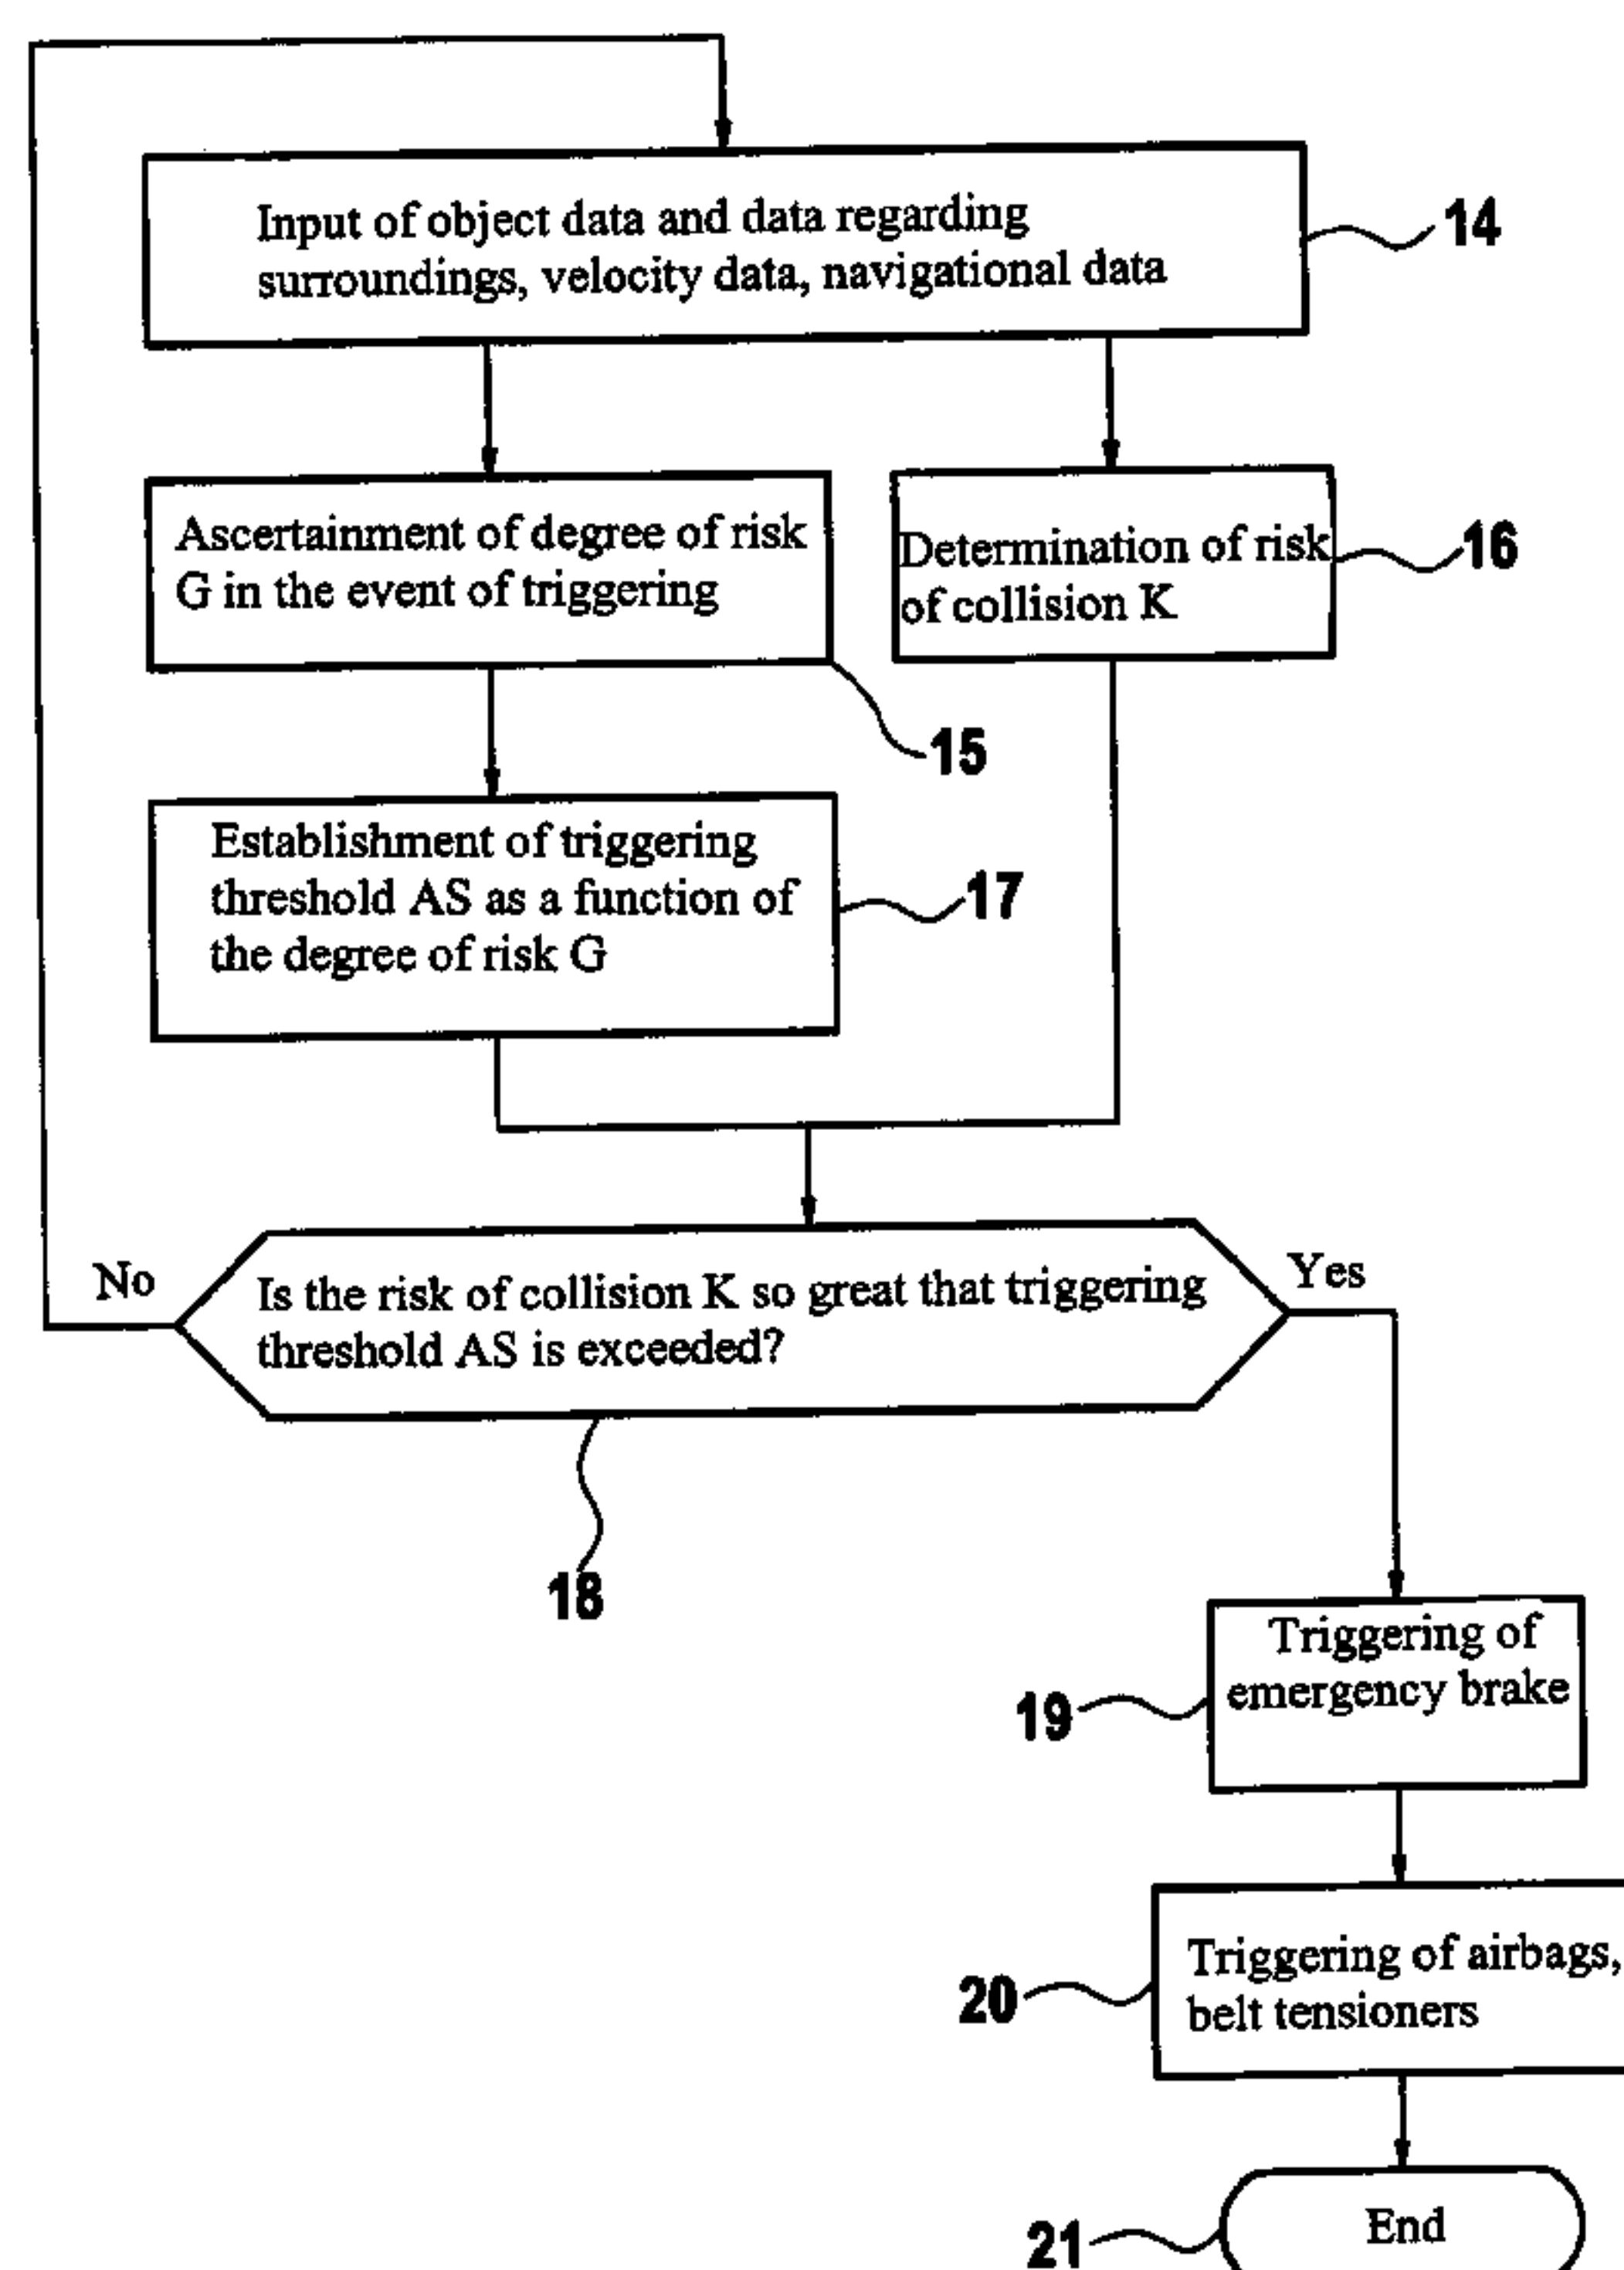 Input of object data and data regarding
surroundings, velocity data, navigational data
14
Ascertainment of degree of risk
G in the event of triggering
15
Determination of risk
of collision K
16
Establishment of triggering
threshold AS as a function of
the degree of risk G
17
No
Is the risk of collision K so great that triggering
threshold AS is exceeded?
Yes
18
Triggering of
emergency brake
19
Triggering of airbags,
belt tensioners
20
End
21